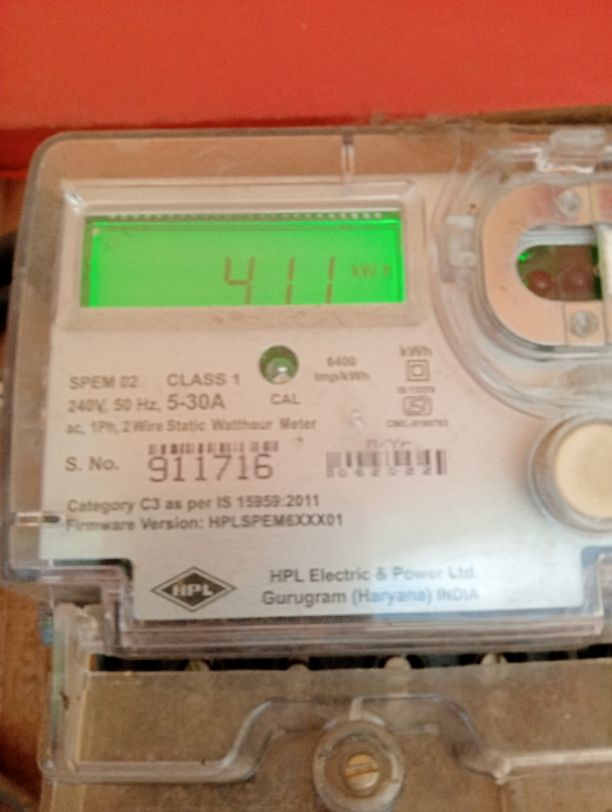 411 kWh
SPEM 02 CLASS 1
240V, 50 Hz, 5-30A
ac, 1Ph, 2 Wire Static Watthour Meter
CAL
6400
imp/kWh
kWh
S. No. 911716
M/Yr
062022
Category C3 as per IS 15959:2011
Firmware Version: HPLSPEM6XXX01
HPL
HPL Electric & Power Ltd.
Gurugram (Haryana) INDIA